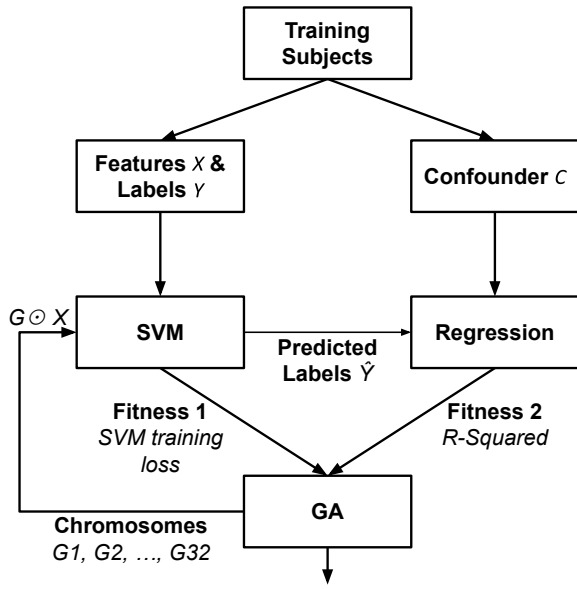 Training
Subjects
Features X &
Labels Y
Confounder C
G ⊙ X
SVM
Regression
Predicted
Labels Ŷ
Fitness 1
SVM training
loss
Fitness 2
R-Squared
GA
Chromosomes
G1, G2, ..., G32